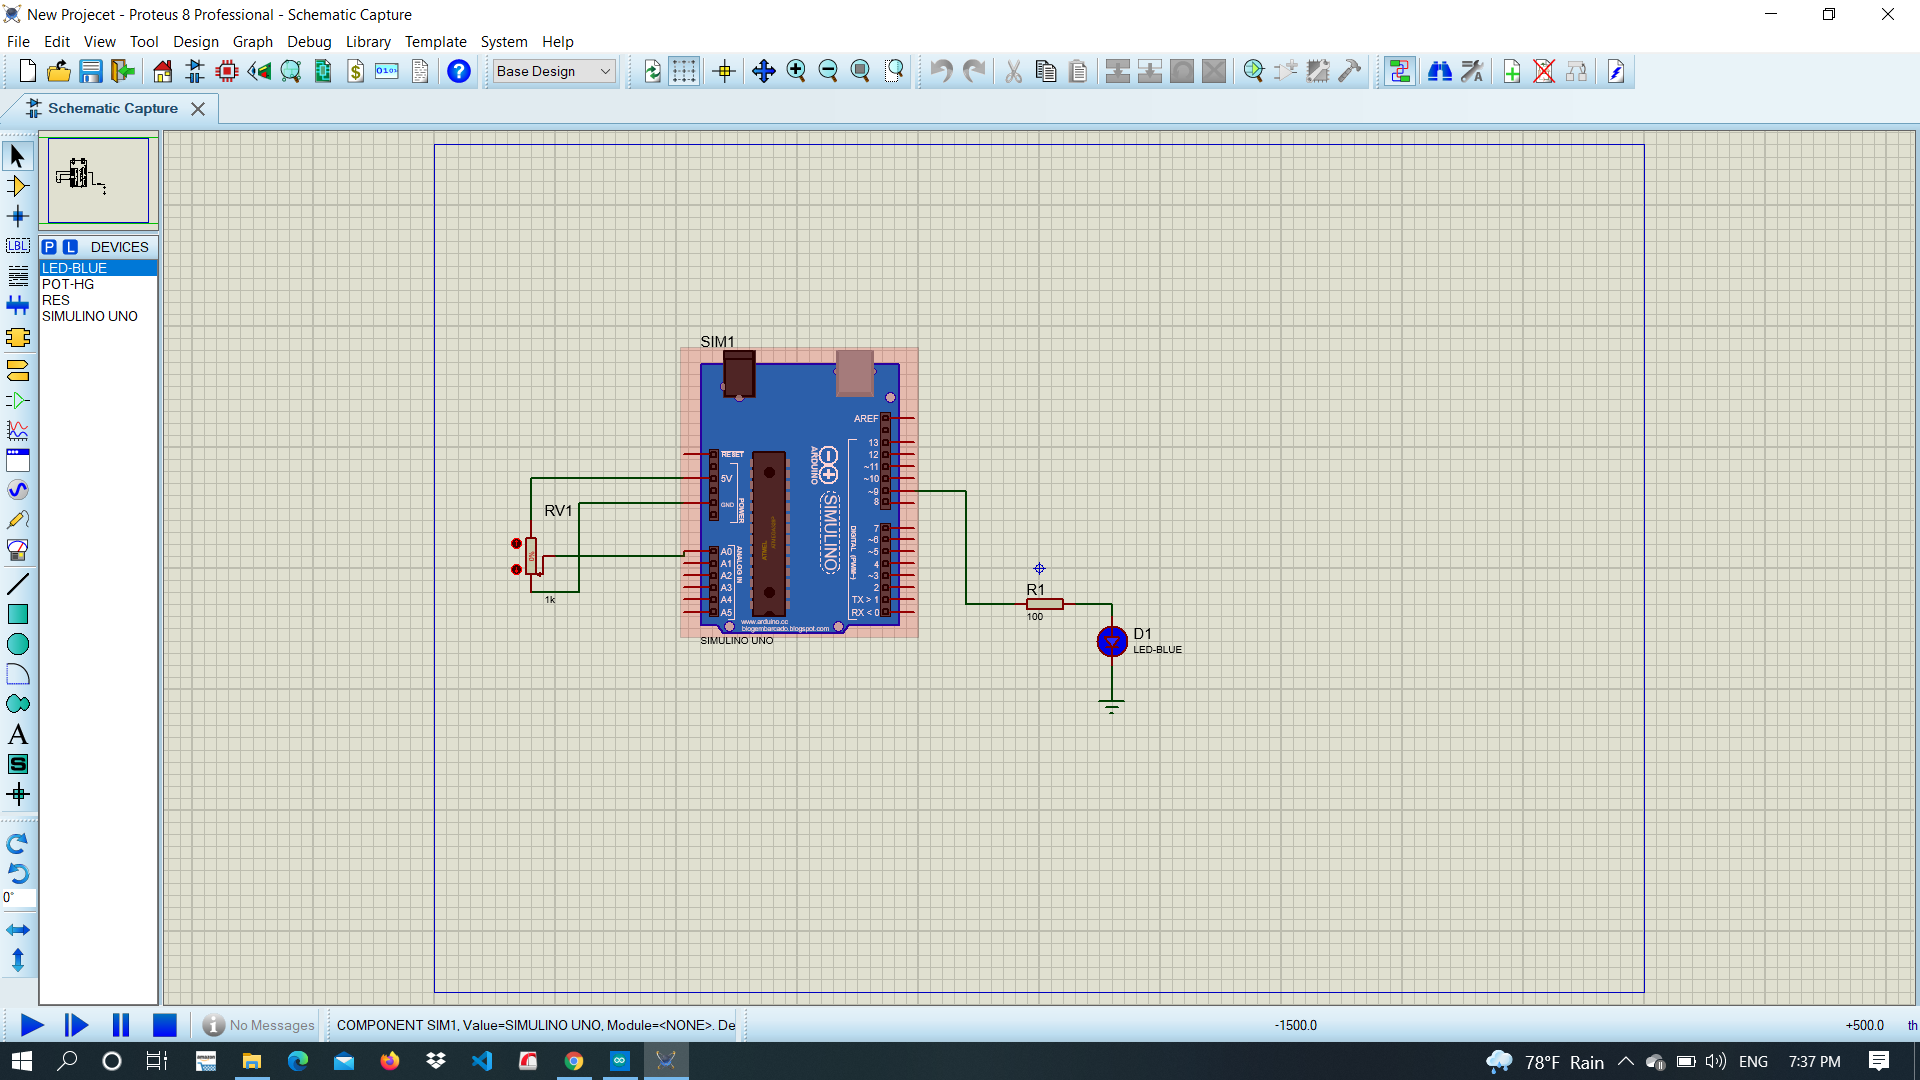 New Projecet - Proteus 8 Professional - Schematic Capture
File Edit View Tool Design Graph Debug Library Template System Help
Base Design
Schematic Capture
LBL
P L DEVICES
LED-BLUE
POT-HG
RES
SIMULINO UNO
A
S
0°
SIM1
AREF
13
12
~11
~10
~9
8
7
~6
~5
4
~3
2
TX > 1
RX < 0
RESET
5V
GND
POWER
A0
A1
A2
A3
A4
A5
ANALOG IN
ARDUINO
SIMULINO
DIGITAL (PWM~)
ATMEL
www.arduino.cc
blogembarcado.blogspot.com
SIMULINO UNO
RV1
1k
R1
100
D1
LED-BLUE
No Messages
COMPONENT SIM1, Value=SIMULINO UNO, Module=<NONE>. De
-1500.0
+500.0
th
78°F Rain
ENG
7:37 PM